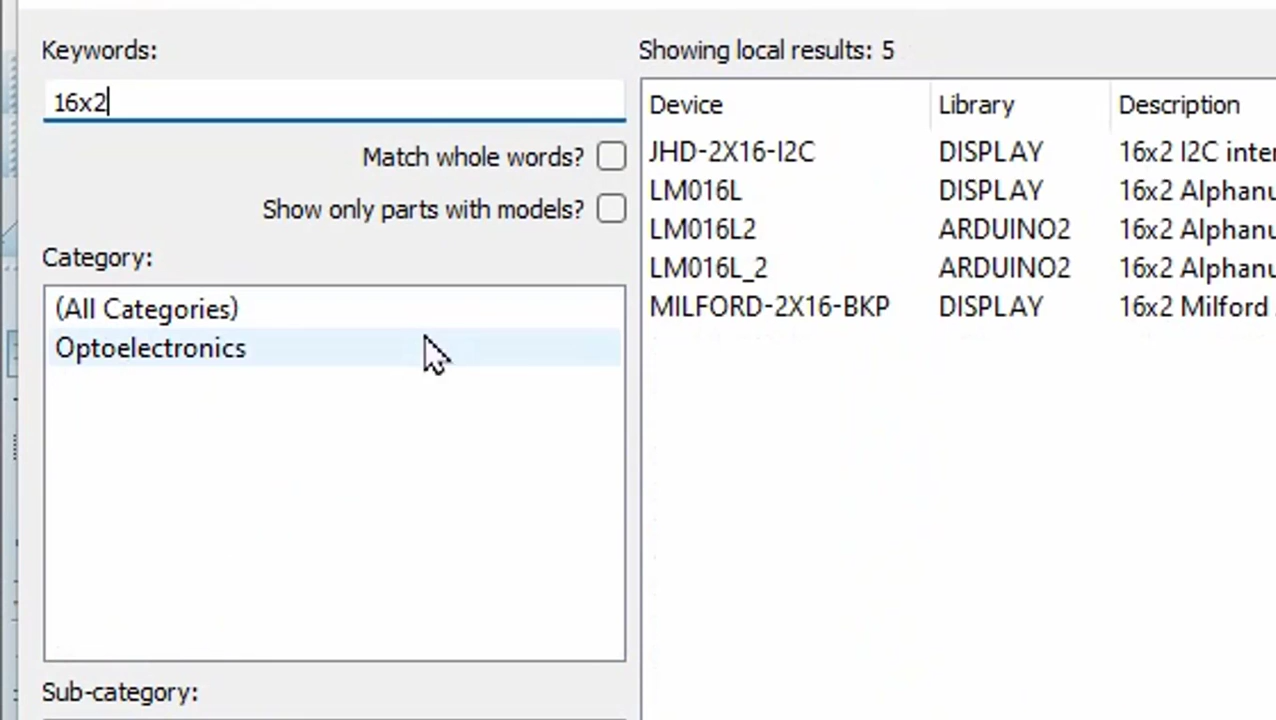 Keywords:
16x2
Match whole words?
Show only parts with models?
Category:
(All Categories)
Optoelectronics
Sub-category:
Showing local results: 5
Device Library Description
JHD-2X16-I2C DISPLAY 16x2 I2C inter
LM016L DISPLAY 16x2 Alphanu
LM016L2 ARDUINO2 16x2 Alphanu
LM016L_2 ARDUINO2 16x2 Alphanu
MILFORD-2X16-BKP DISPLAY 16x2 Milford